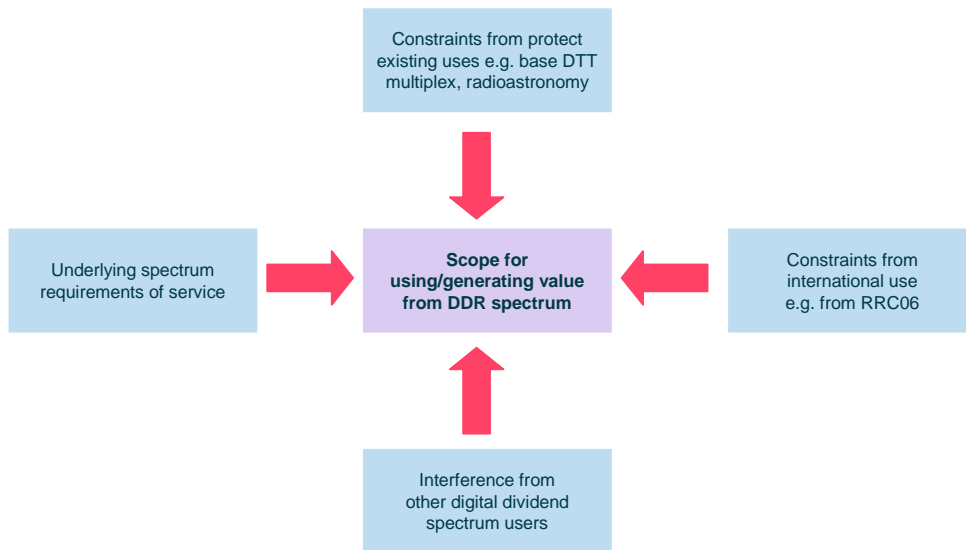 Constraints from protect
existing uses e.g. base DTT
multiplex, radioastronomy
Underlying spectrum
requirements of service
Scope for
using/generating value
from DDR spectrum
Constraints from
international use
e.g. from RRC06
Interference from
other digital dividend
spectrum users